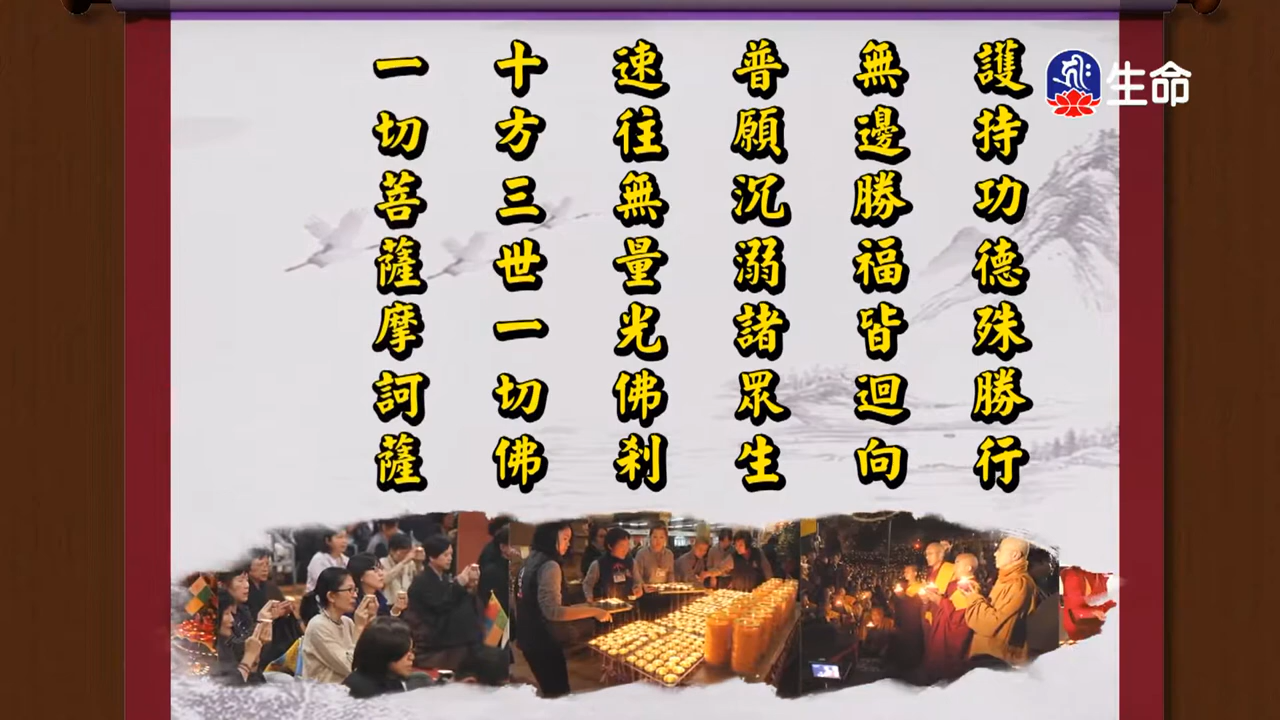 護持功德殊勝行
無邊勝福皆迴向
普願沉溺諸眾生
速往無量光佛剎
十方三世一切佛
一切菩薩摩訶薩
生命